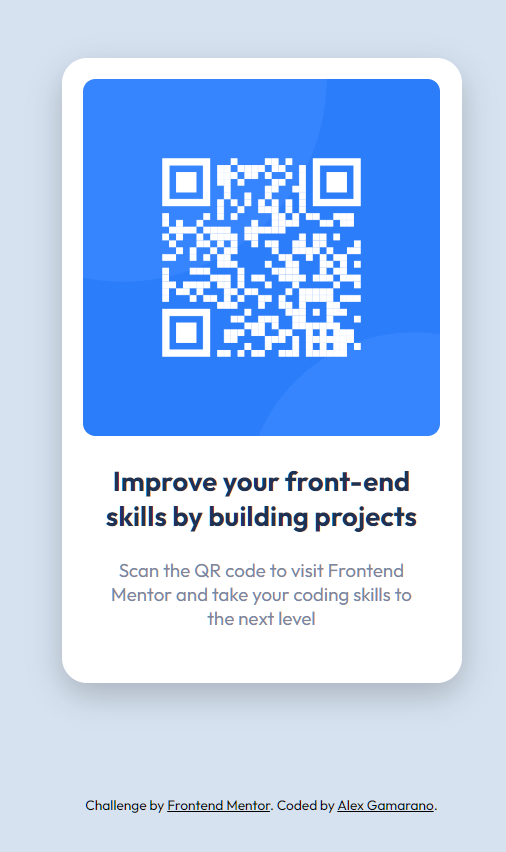 Improve your front-end
skills by building projects
Scan the QR code to visit Frontend
Mentor and take your coding skills to
the next level
Challenge by Frontend Mentor. Coded by Alex Gamarano.